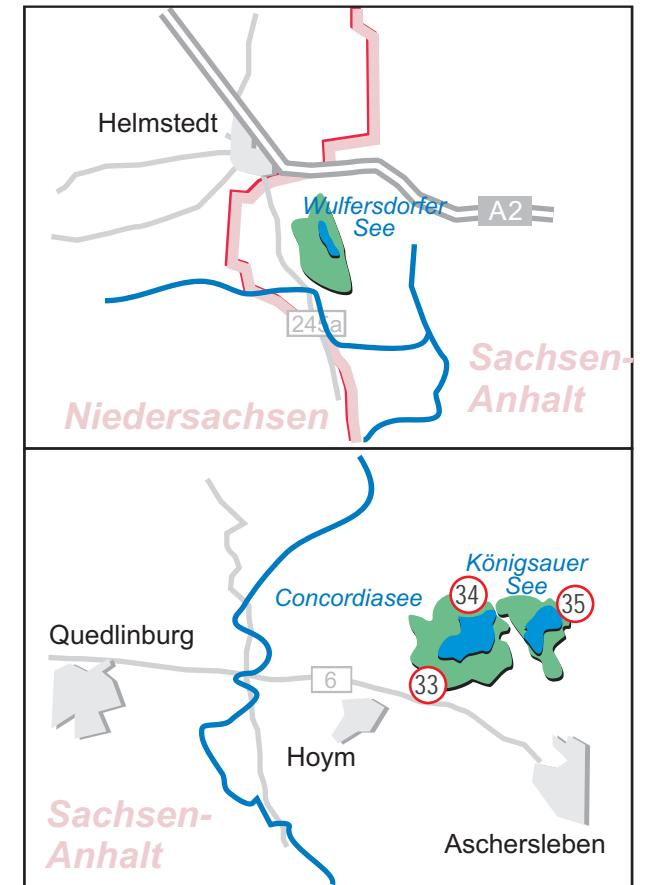 Helmstedt
Wulfersdorfer
See
A2
245a
Sachsen-
Anhalt
Niedersachsen
Königsauer
See
Concordiasee
34
35
Quedlinburg
6
33
Hoym
Sachsen-
Anhalt
Aschersleben